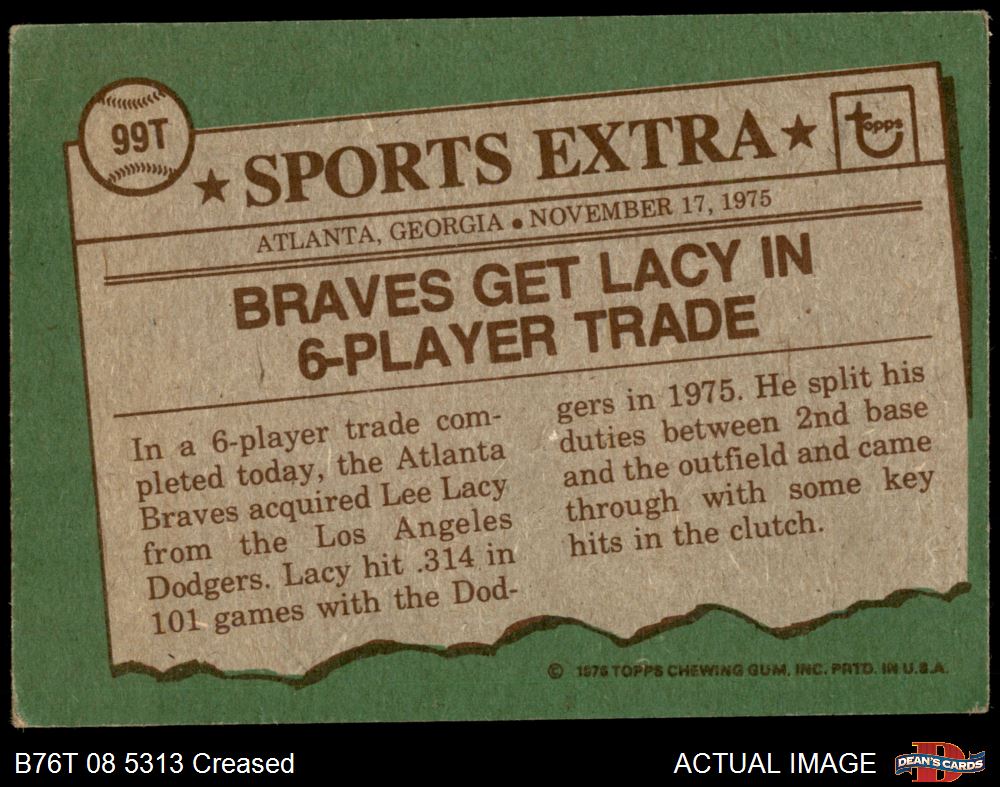 99T
★ SPORTS EXTRA ★
topps
ATLANTA, GEORGIA • NOVEMBER 17, 1975
BRAVES GET LACY IN
6-PLAYER TRADE
In a 6-player trade com-
pleted today, the Atlanta
Braves acquired Lee Lacy
from the Los Angeles
Dodgers. Lacy hit .314 in
101 games with the Dod-
gers in 1975. He split his
duties between 2nd base
and the outfield and came
through with some key
hits in the clutch.
© 1976 TOPPS CHEWING GUM, INC. PRTD. IN U.S.A.
B76T 08 5313 Creased
ACTUAL IMAGE
DEAN'S CARDS